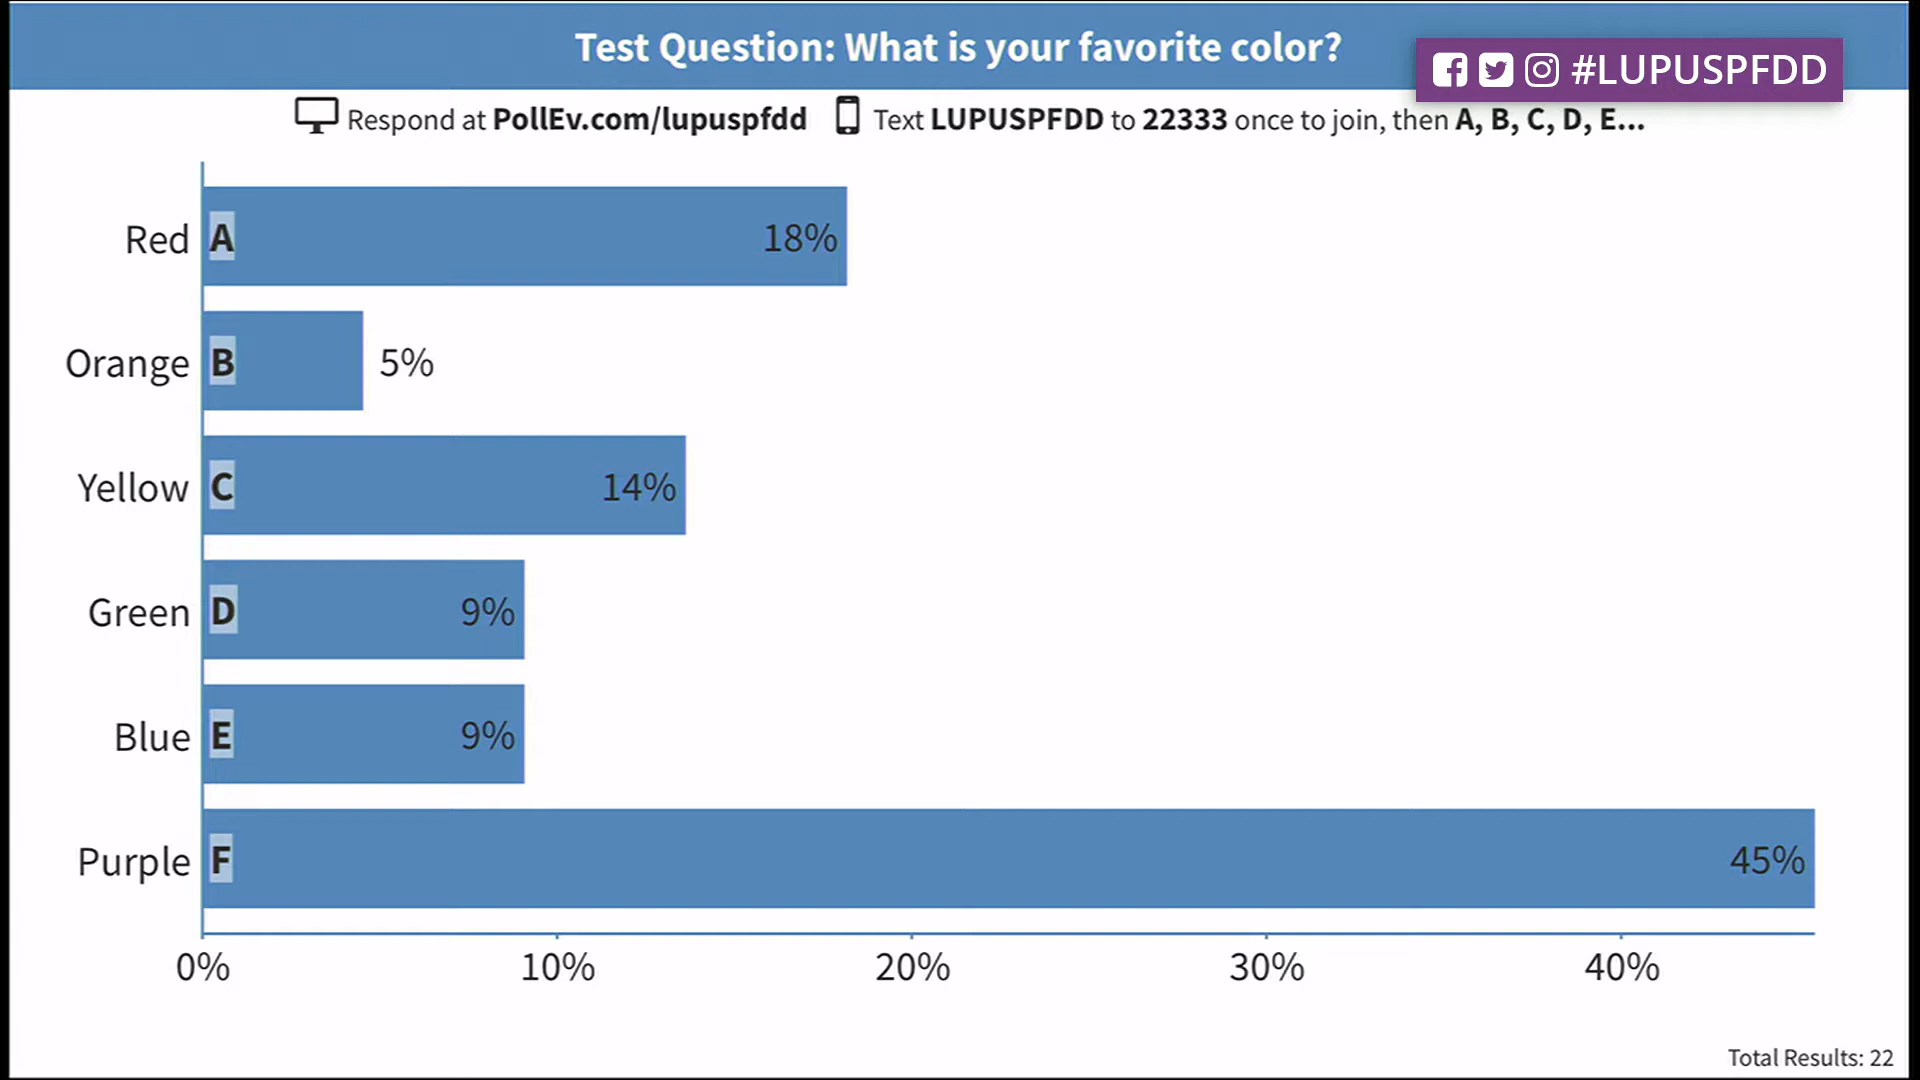 Test Question: What is your favorite color?
#LUPUSPFDD
Respond at PollEv.com/lupuspfdd Text LUPUSPFDD to 22333 once to join, then A, B, C, D, E...
Red A 18%
Orange B 5%
Yellow C 14%
Green D 9%
Blue E 9%
Purple F 45%
0% 10% 20% 30% 40%
Total Results: 22